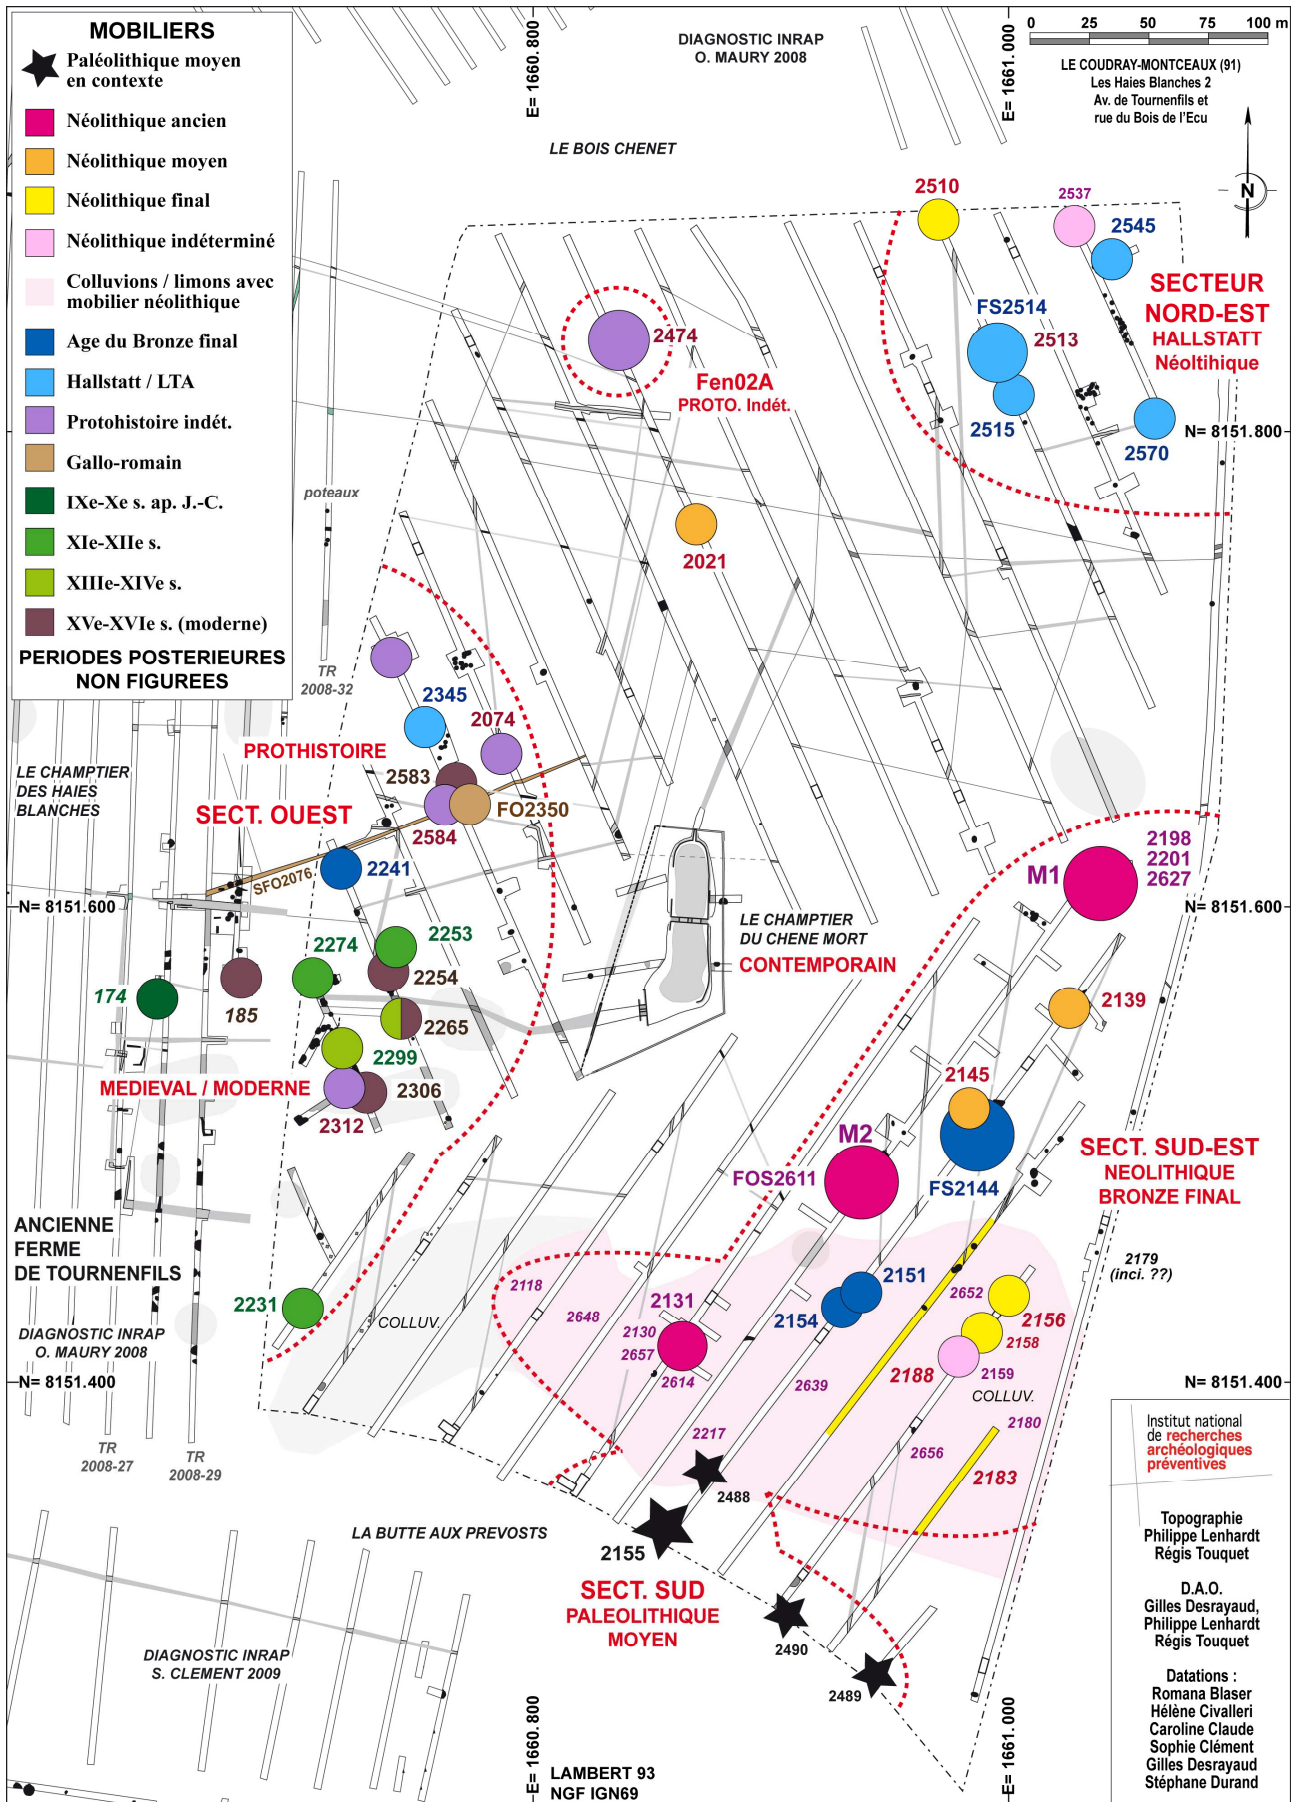 MOBILIERS
Paléolithique moyen
en contexte
Néolithique ancien
Néolithique moyen
Néolithique final
Néolithique indéterminé
Colluvions / limons avec
mobilier néolithique
Age du Bronze final
Hallstatt / LTA
Protohistoire indét.
Gallo-romain
IXe-Xe s. ap. J.-C.
XIe-XIIe s.
XIIIe-XIVe s.
XVe-XVIe s. (moderne)
PERIODES POSTERIEURES
NON FIGUREES
E= 1660. 800
DIAGNOSTIC INRAP
O. MAURY 2008
E= 1661.000
0 25 50 75 100 m
LE COUDRAY-MONTCEAUX (91)
Les Haies Blanches 2
Av. de Tournenfils et
rue du Bois de l'Ecu
N
LE BOIS CHENET
2510
2537
2545
SECTEUR
NORD-EST
HALLSTATT
Néoltihique
FS2514
2513
2515
2570
N= 8151.800
2474
Fen02A
PROTO. Indét.
2021
poteaux
TR
2008-32
2345
2074
PROTHISTOIRE
2583
FO2350
2584
SECT. OUEST
LE CHAMPTIER
DES HAIES
BLANCHES
2241
SFO2076
N= 8151.600
2198
2201
2627
M1
N= 8151.600
LE CHAMPTIER
DU CHENE MORT
CONTEMPORAIN
2253
2274
2254
174
185
2265
2299
2306
MEDIEVAL / MODERNE
2312
2139
2145
M2
FOS2611
FS2144
SECT. SUD-EST
NEOLITHIQUE
BRONZE FINAL
ANCIENNE
FERME
DE TOURNENFILS
2179
(inci. ??)
2231
COLLUV.
DIAGNOSTIC INRAP
O. MAURY 2008
N= 8151.400
2118
2648
2131
2130
2657
2614
2151
2154
2652
2156
2158
2159
2188
2639
COLLUV.
N= 8151.400
2180
2217
2656
2183
2488
TR
2008-27
TR
2008-29
LA BUTTE AUX PREVOSTS
2155
SECT. SUD
PALEOLITHIQUE
MOYEN
2490
2489
DIAGNOSTIC INRAP
S. CLEMENT 2009
E= 1660.800
LAMBERT 93
NGF IGN69
E= 1661.000
Institut national
de recherches
archéologiques
préventives
Topographie
Philippe Lenhardt
Régis Touquet
D.A.O.
Gilles Desrayaud,
Philippe Lenhardt
Régis Touquet
Datations :
Romana Blaser
Hélène Civalleri
Caroline Claude
Sophie Clément
Gilles Desrayaud
Stéphane Durand